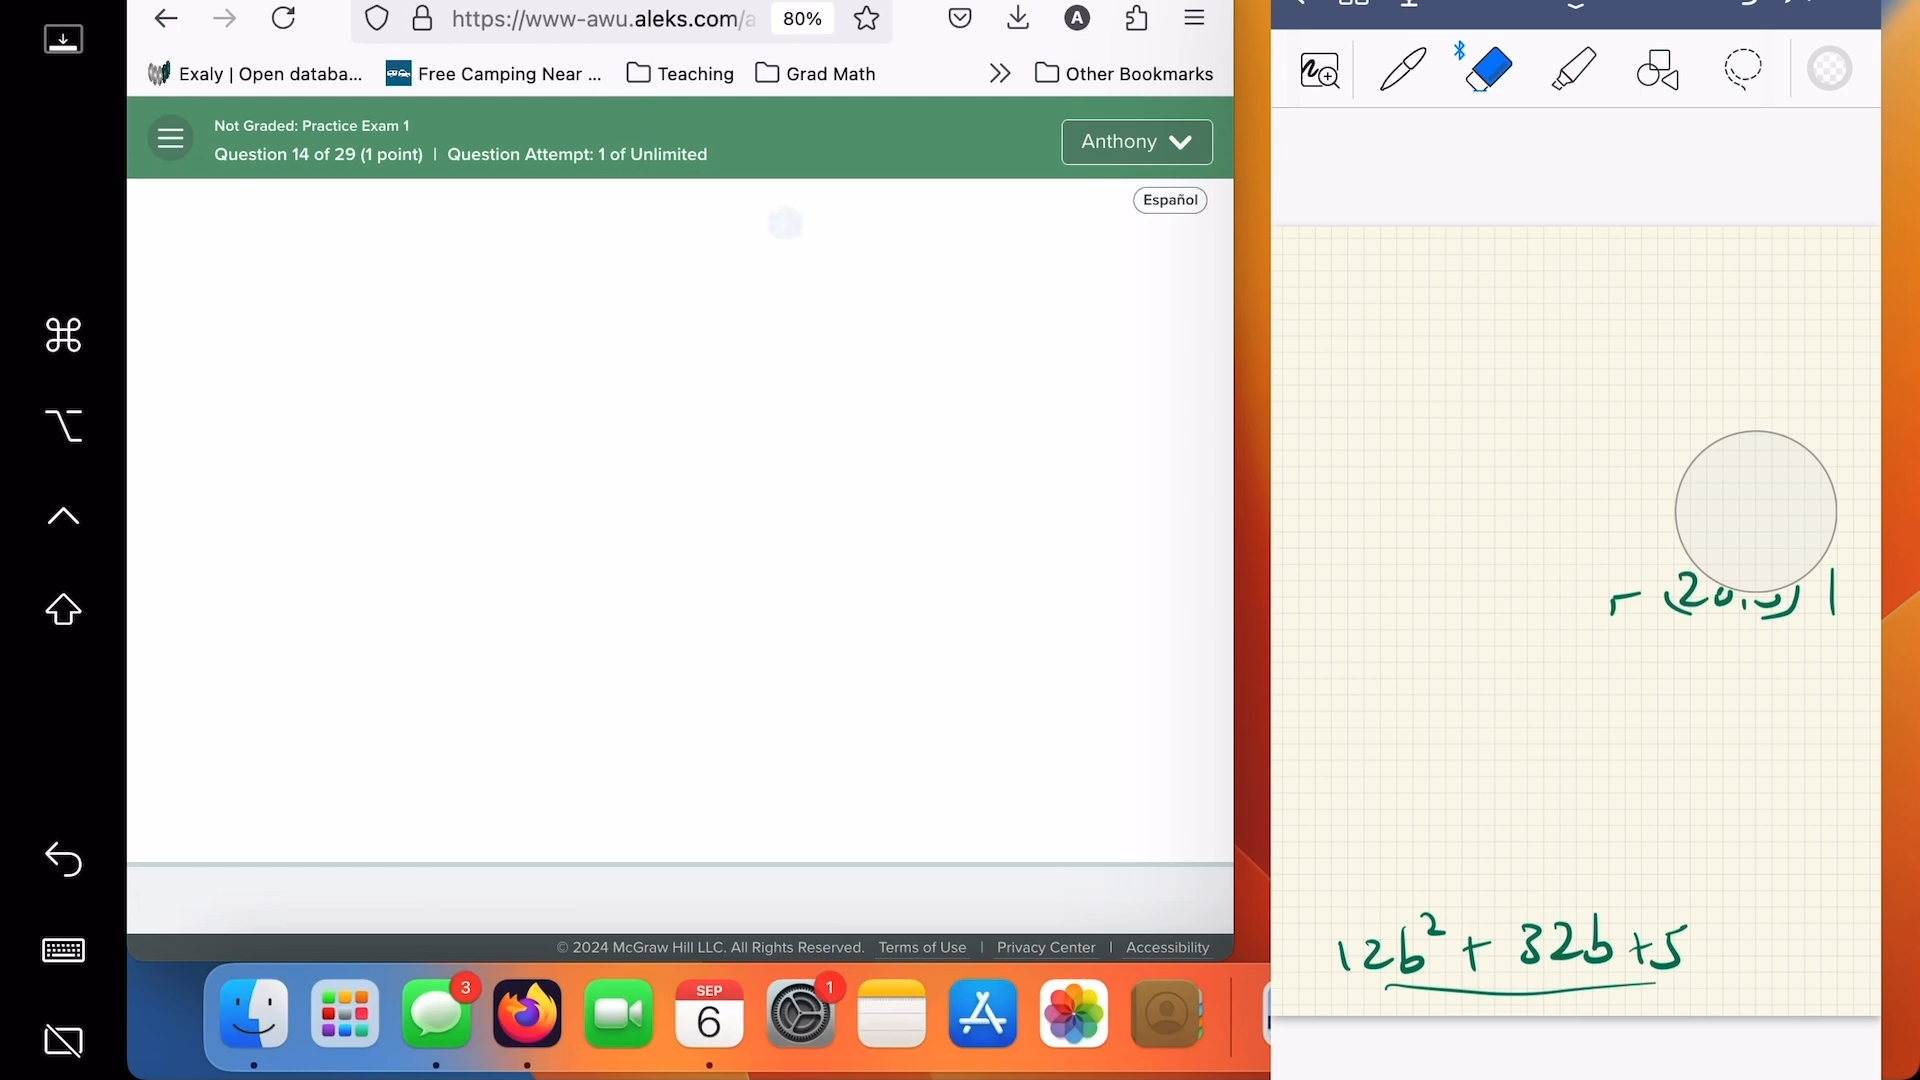 https://www-awu.aleks.com/a
80%
A
Exaly | Open databa...
Free Camping Near ...
Teaching
Grad Math
Other Bookmarks
Not Graded: Practice Exam 1
Question 14 of 29 (1 point) | Question Attempt: 1 of Unlimited
Anthony
Español
12b² + 32b + 5
© 2024 McGraw Hill LLC. All Rights Reserved. Terms of Use | Privacy Center | Accessibility
3
SEP
6
1